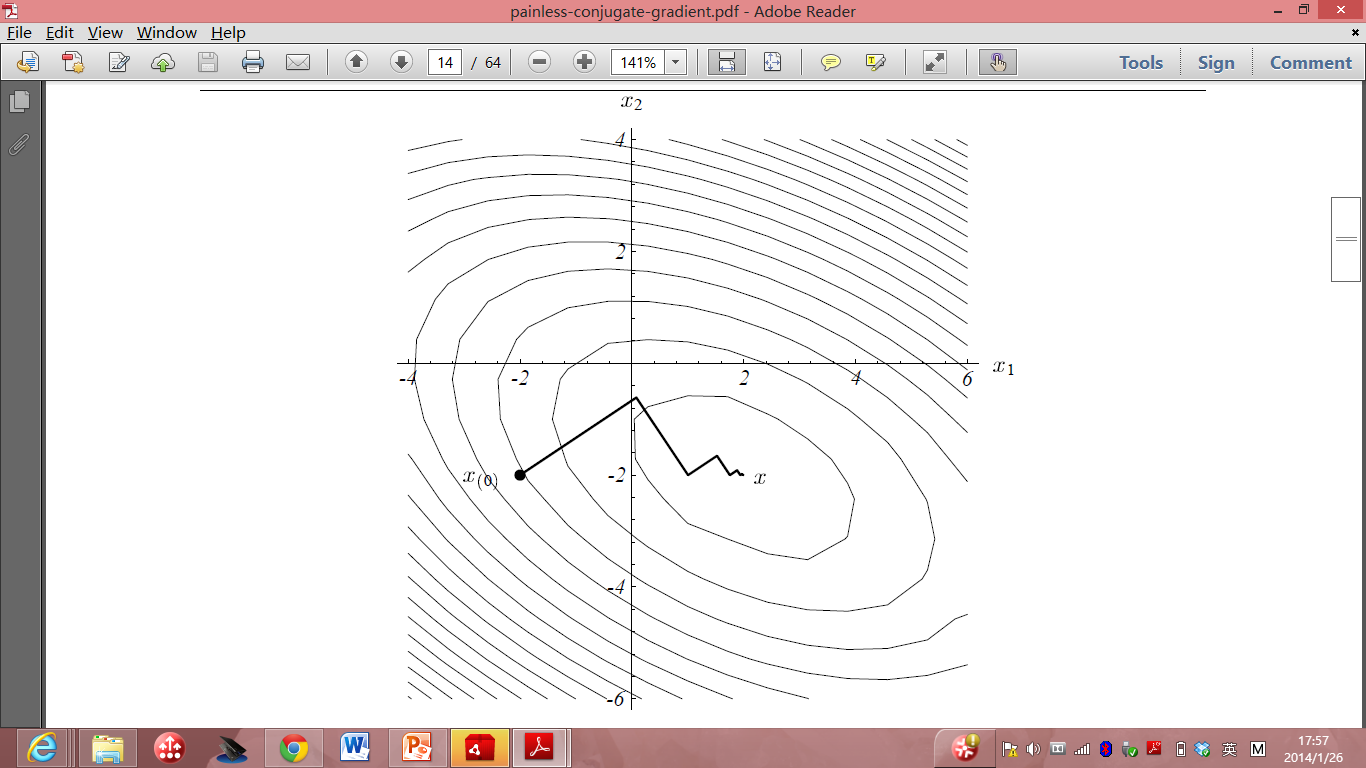 painless-conjugate-gradient.pdf - Adobe Reader
File Edit View Window Help
14 / 64 141% Tools Sign Comment
x2
4
2
-4 -2 2 4 6 x1
x(0) -2 x
-4
-6
英 M 17:57
2014/1/26